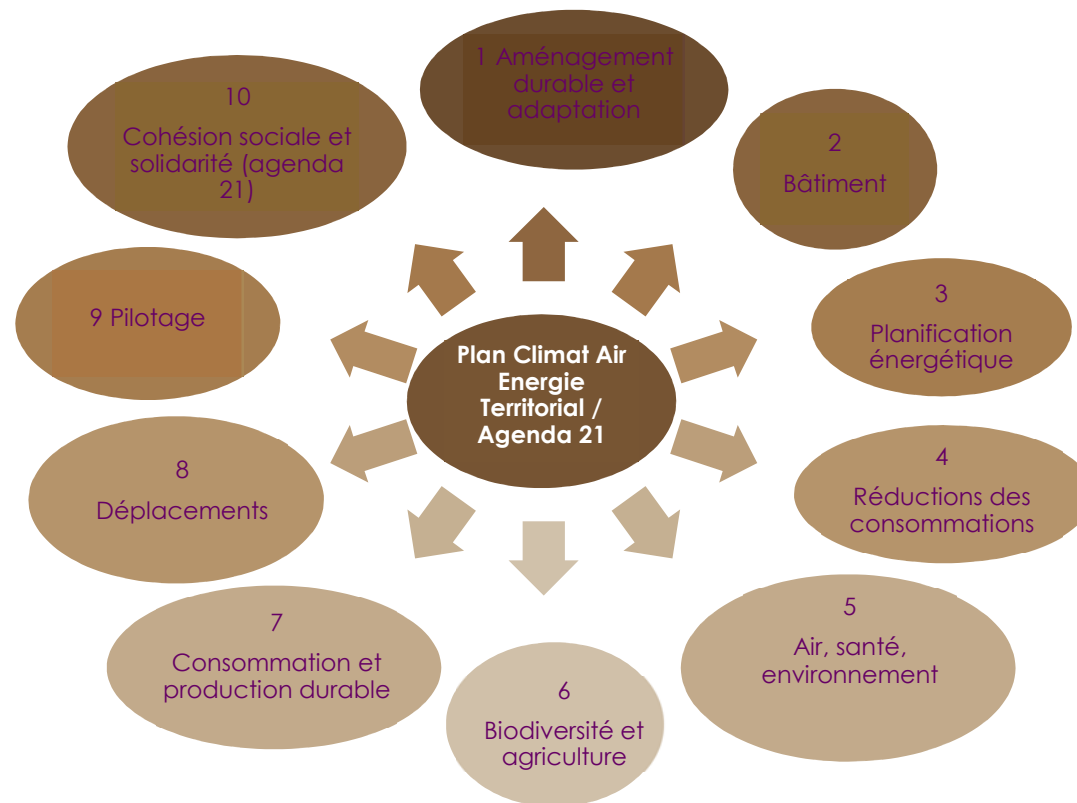 1 Aménagement
durable et
adaptation
2
Bâtiment
3
Planification
énergétique
4
Réductions des
consommations
5
Air, santé,
environnement
6
Biodiversité et
agriculture
7
Consommation et
production durable
8
Déplacements
9 Pilotage
10
Cohésion sociale et
solidarité (agenda
21)
Plan Climat Air
Energie
Territorial /
Agenda 21